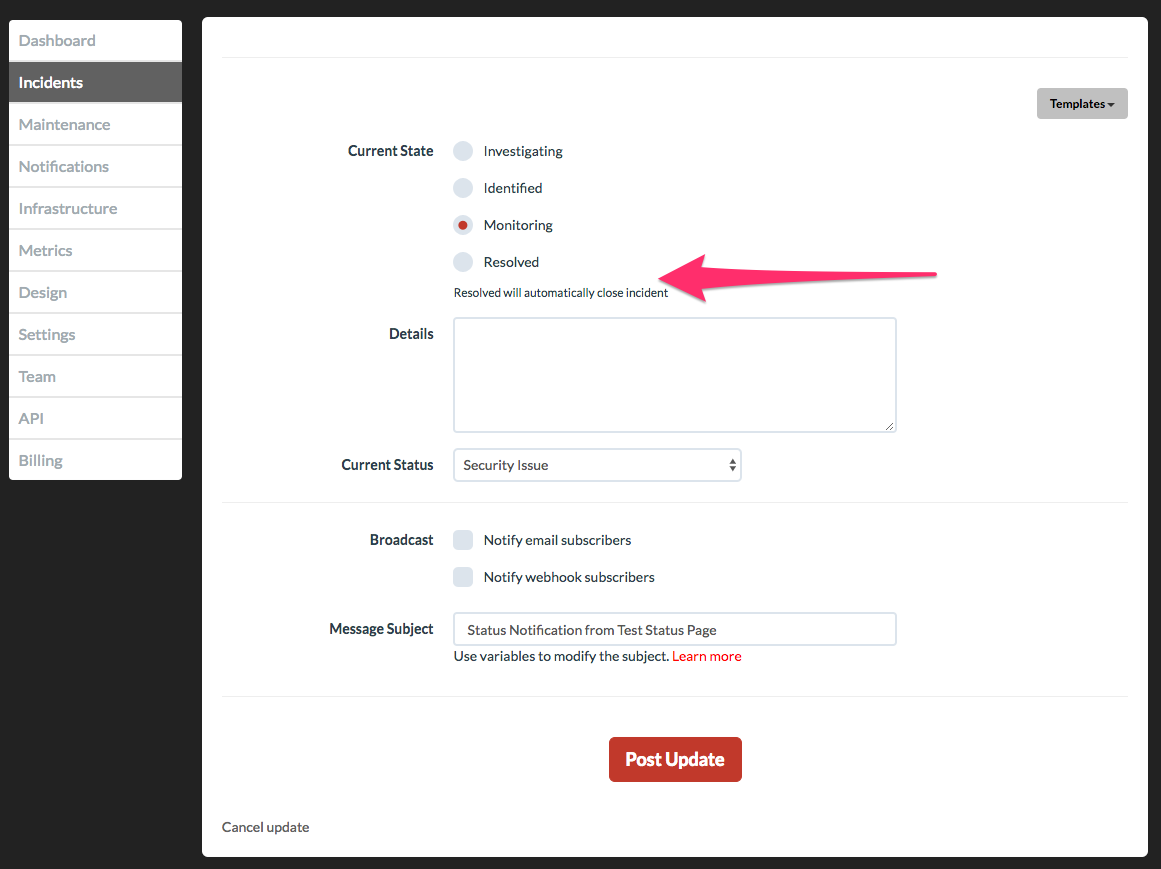 Dashboard
Incidents
Maintenance
Notifications
Infrastructure
Metrics
Design
Settings
Team
API
Billing
Templates
Current State
Investigating
Identified
Monitoring
Resolved
Resolved will automatically close incident
Details
Current Status
Security Issue
Broadcast
Notify email subscribers
Notify webhook subscribers
Message Subject
Status Notification from Test Status Page
Use variables to modify the subject. Learn more
Post Update
Cancel update